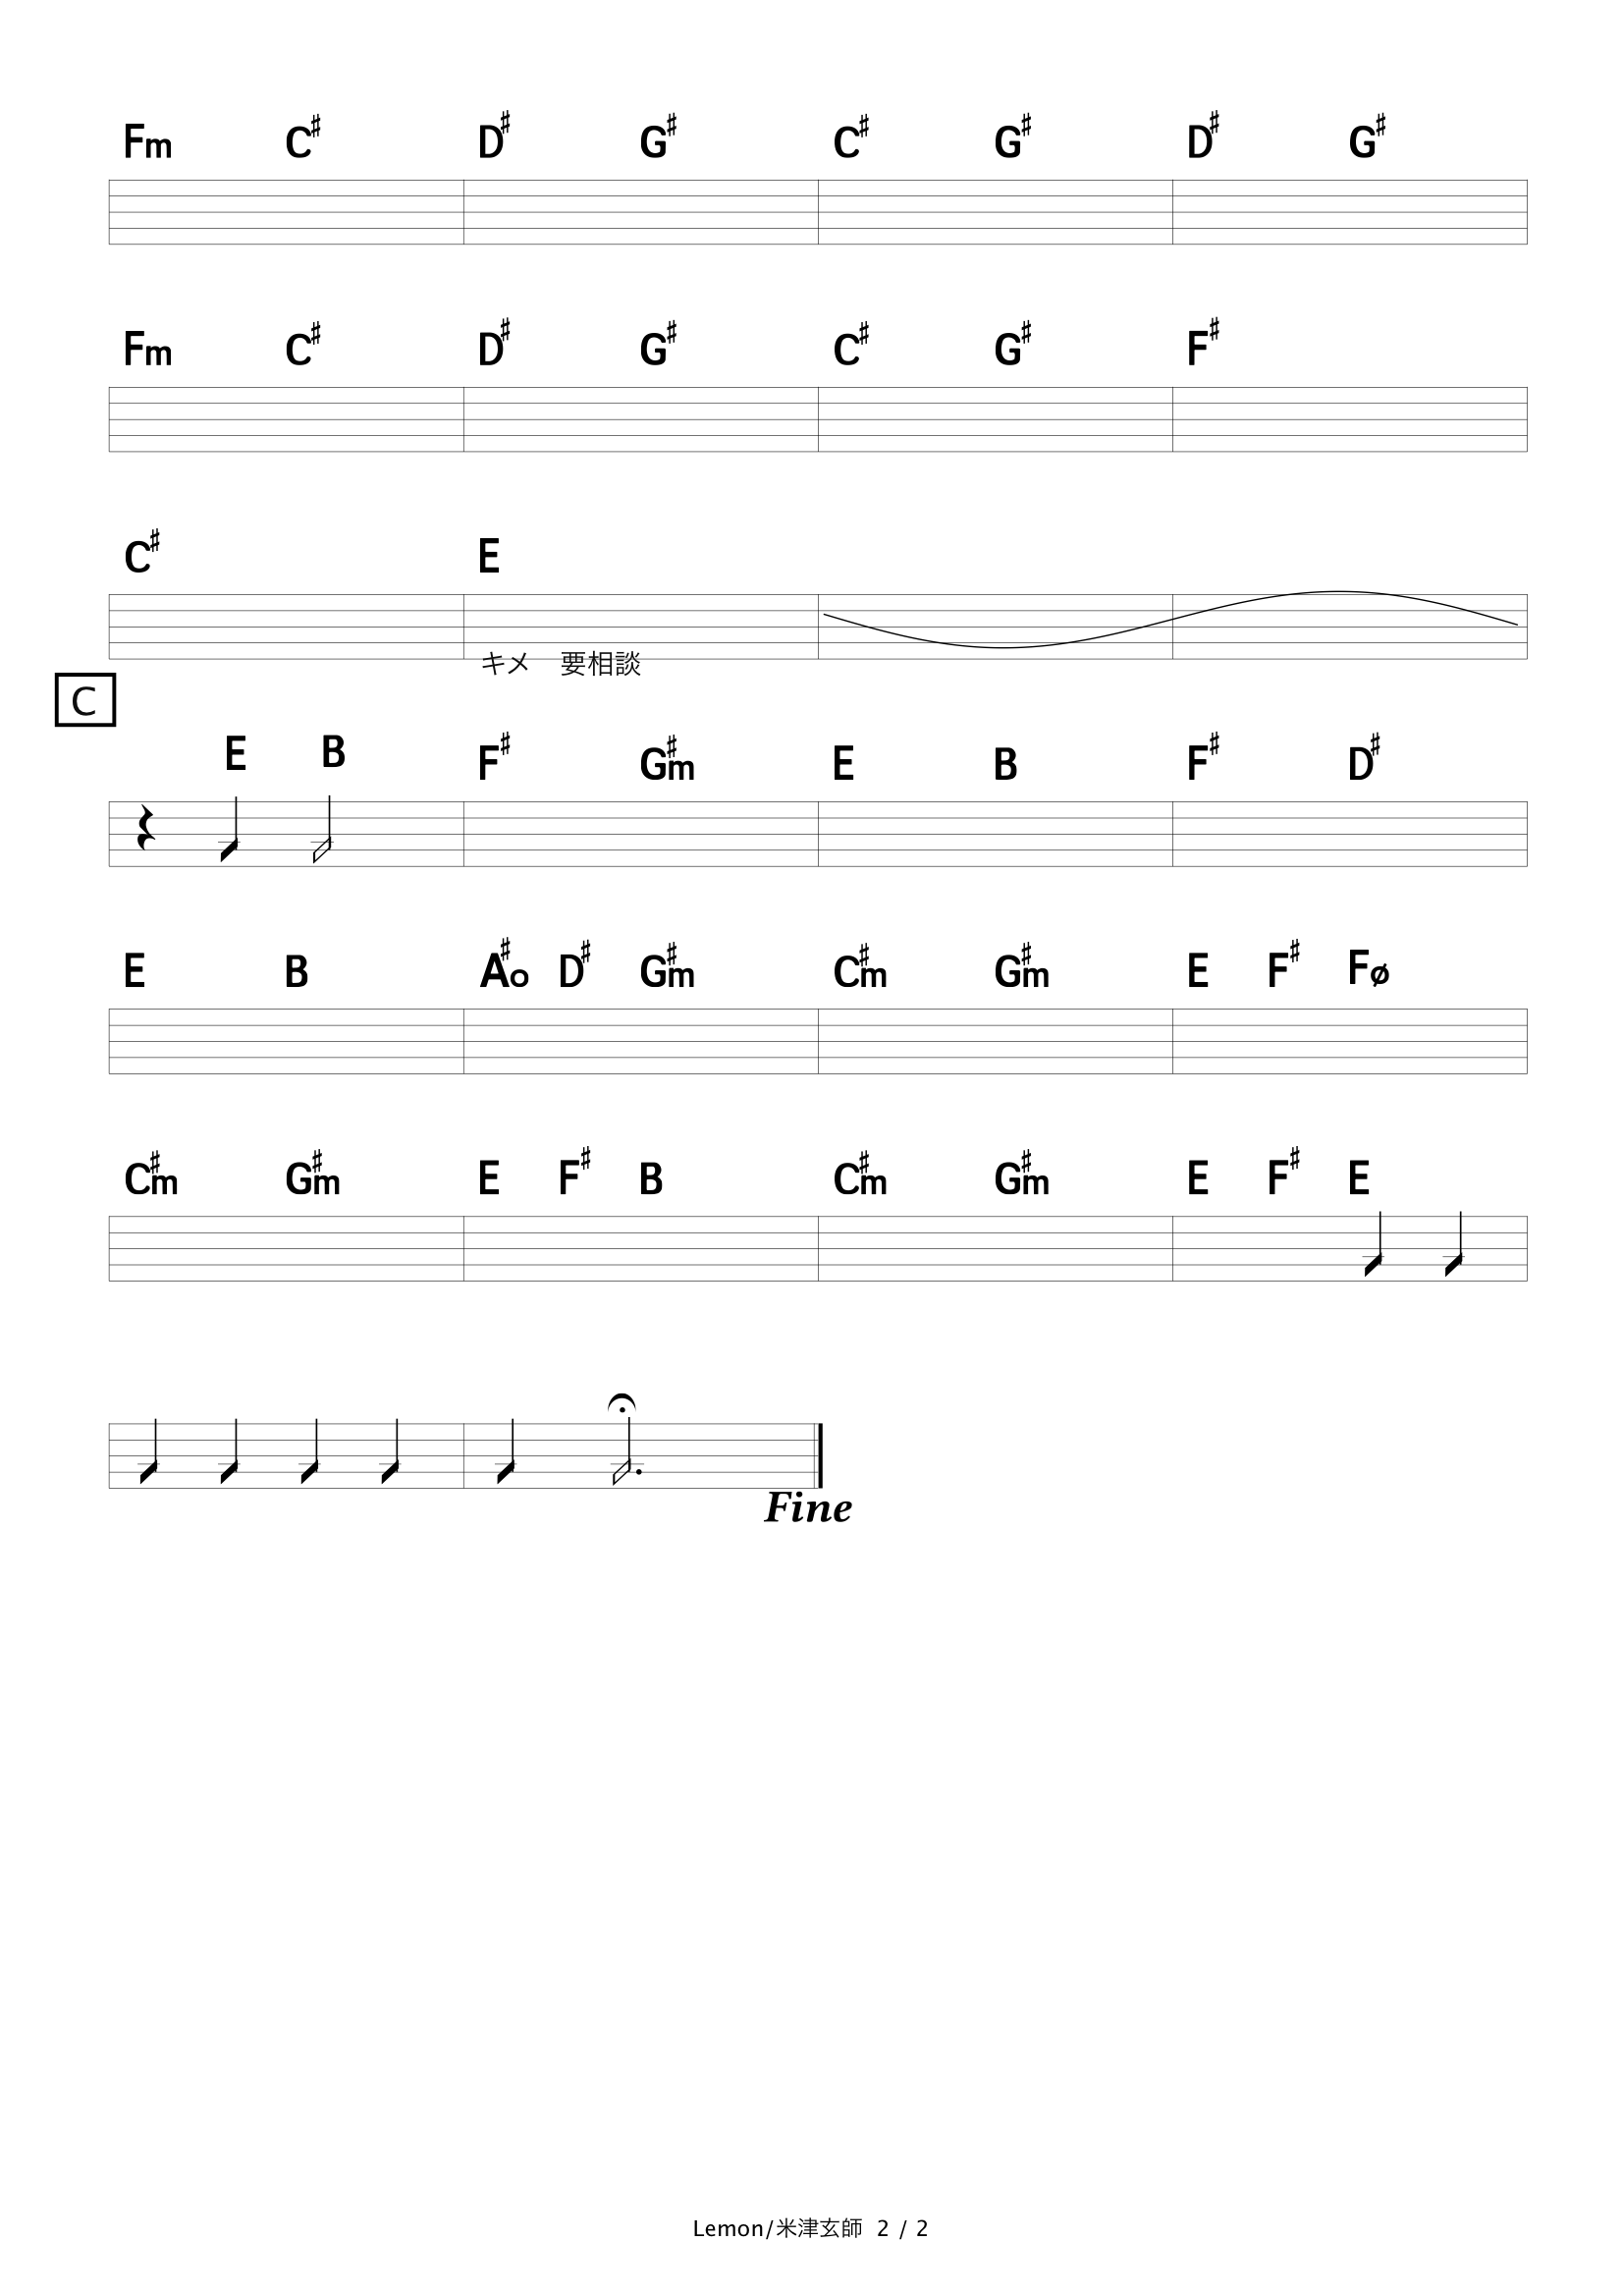 Fm C♯ D♯ G♯ C♯ G♯ D♯ G♯
Fm C♯ D♯ G♯ C♯ G♯ F♯
C♯ E
キメ 要相談
C
E B F♯ G♯m E B F♯ D♯
E B A♯o D♯ G♯m C♯m G♯m E F♯ Fø
C♯m G♯m E F♯ B C♯m G♯m E F♯ E
Fine
Lemon/米津玄師 2 / 2